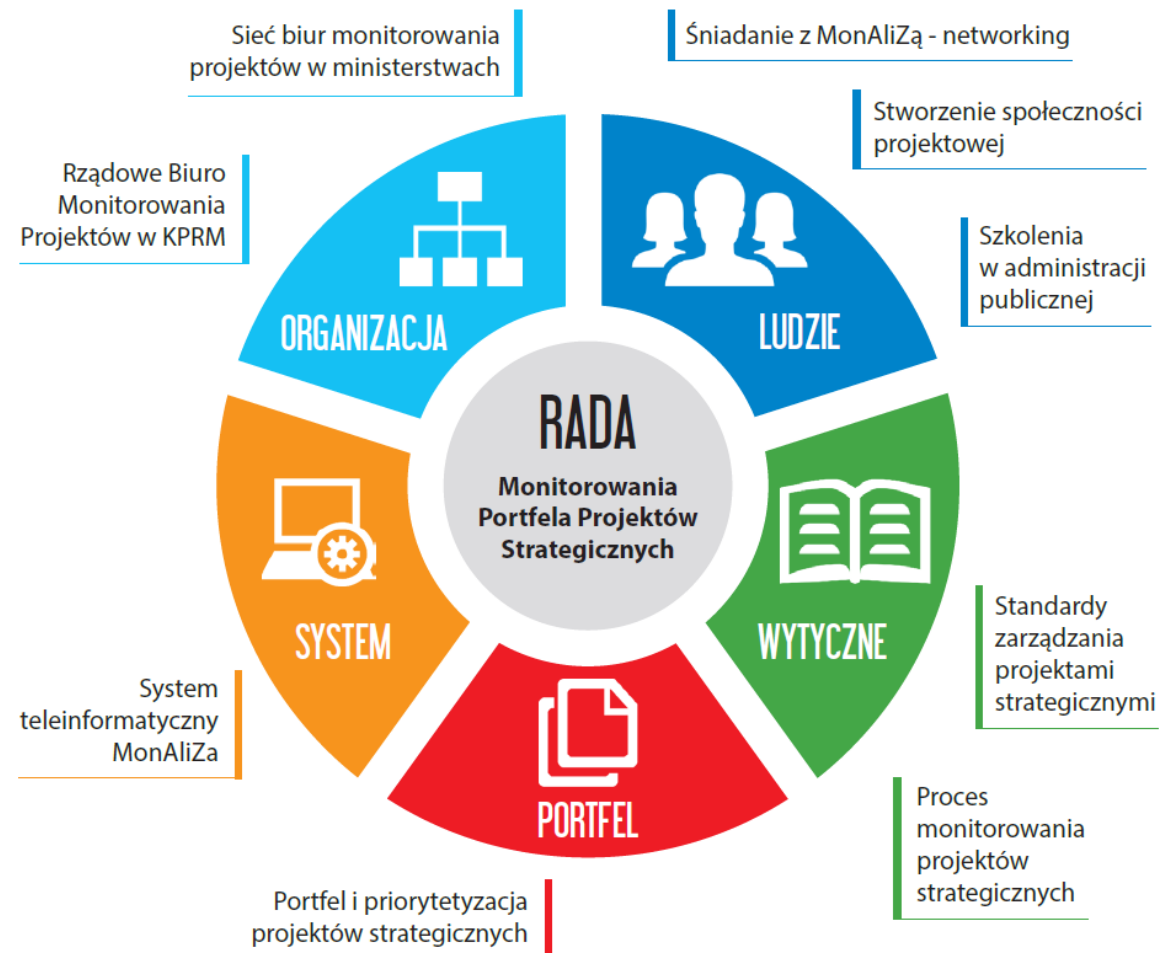 Sieć biur monitorowania
projektów w ministerstwach
Śniadanie z MonAliZą - networking
Stworzenie społeczności
projektowej
Rządowe Biuro
Monitorowania
Projektów w KPRM
Szkolenia
w administracji
publicznej
ORGANIZACJA
LUDZIE
RADA
Monitorowania
Portfela Projektów
Strategicznych
SYSTEM
WYTYCZNE
Standardy
zarządzania
projektami
strategicznymi
System
teleinformatyczny
MonAliZa
PORTFEL
Proces
monitorowania
projektów
strategicznych
Portfel i priorytetyzacja
projektów strategicznych